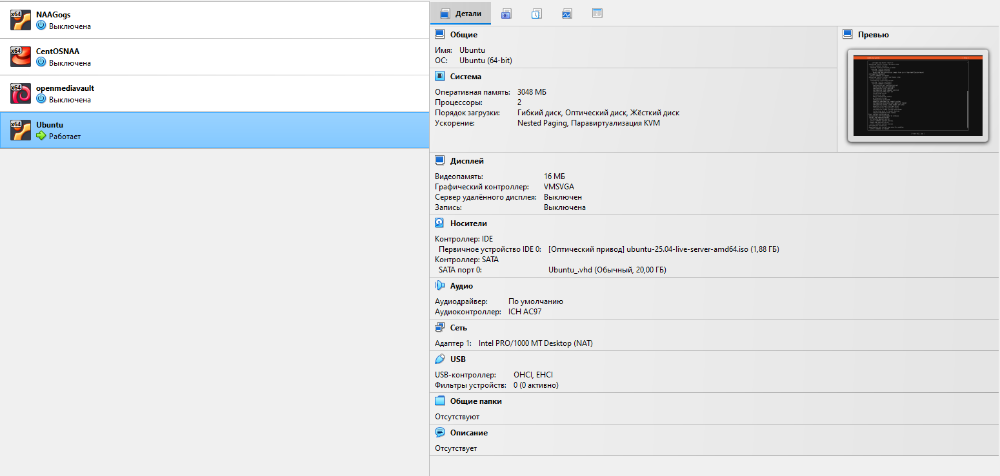 x64
NAAGogs
Выключена
x64
CentOSNAA
Выключена
x64
openmediavault
Выключена
x64
Ubuntu
Работает
Детали
Общие
Имя: Ubuntu
ОС: Ubuntu (64-bit)
Превью
Система
Оперативная память: 3048 МБ
Процессоры: 2
Порядок загрузки: Гибкий диск, Оптический диск, Жёсткий диск
Ускорение: Nested Paging, Паравиртуализация KVM
Дисплей
Видеопамять: 16 МБ
Графический контроллер: VMSVGA
Сервер удалённого дисплея: Выключен
Запись: Выключена
Носители
Контроллер: IDE
Первичное устройство IDE 0: [Оптический привод] ubuntu-25.04-live-server-amd64.iso (1,88 ГБ)
Контроллер: SATA
SATA порт 0: Ubuntu_.vhd (Обычный, 20,00 ГБ)
Аудио
Аудиодрайвер: По умолчанию
Аудиоконтроллер: ICH AC97
Сеть
Адаптер 1: Intel PRO/1000 MT Desktop (NAT)
USB
USB-контроллер: OHCI, EHCI
Фильтры устройств: 0 (0 активно)
Общие папки
Отсутствуют
Описание
Отсутствует